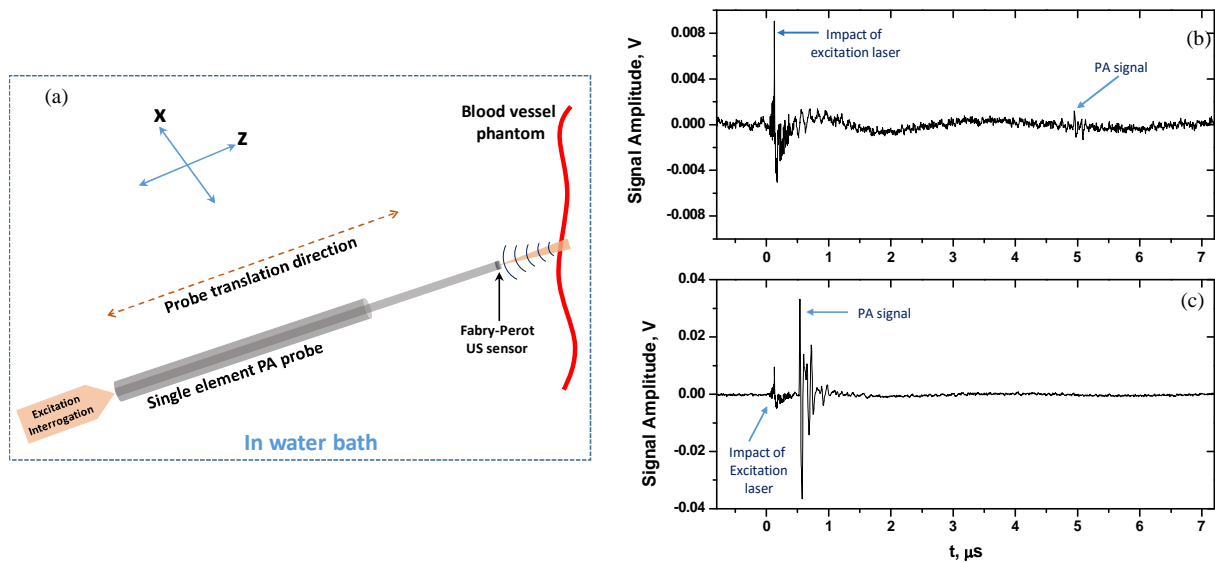 (a)
X
Z
Blood vessel
phantom
Probe translation direction
Fabry-Perot
US sensor
Single element PA probe
Excitation
Interrogation
In water bath
(b)
Signal Amplitude, V
0.008
0.004
0.000
-0.004
-0.008
Impact of
excitation laser
PA signal
0 1 2 3 4 5 6 7
(c)
Signal Amplitude, V
0.04
0.02
0.00
-0.02
-0.04
PA signal
Impact of
Excitation
laser
0 1 2 3 4 5 6 7
t, μs